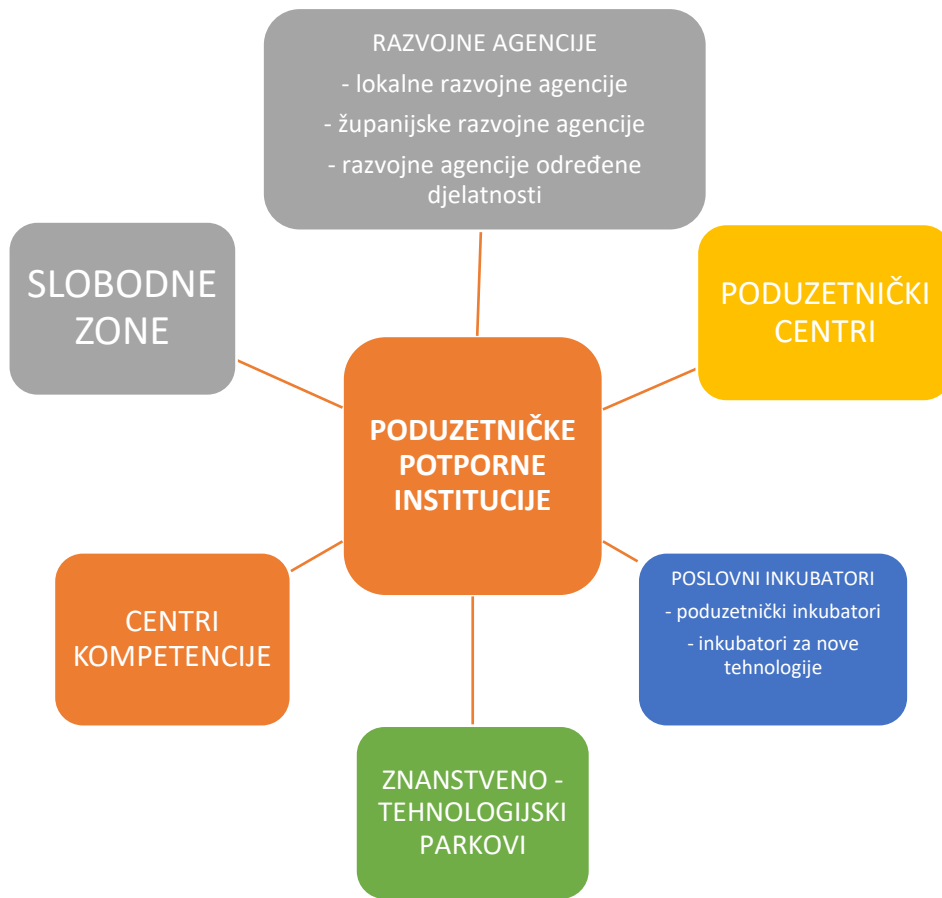 RAZVOJNE AGENCIJE
- lokalne razvojne agencije
- županijske razvojne agencije
- razvojne agencije određene
djelatnosti
SLOBODNE
ZONE
PODUZETNIČKI
CENTRI
PODUZETNIČKE
POTPORNE
INSTITUCIJE
CENTRI
KOMPETENCIJE
POSLOVNI INKUBATORI
- poduzetnički inkubatori
- inkubatori za nove
tehnologije
ZNANSTVENO -
TEHNOLOGIJSKI
PARKOVI